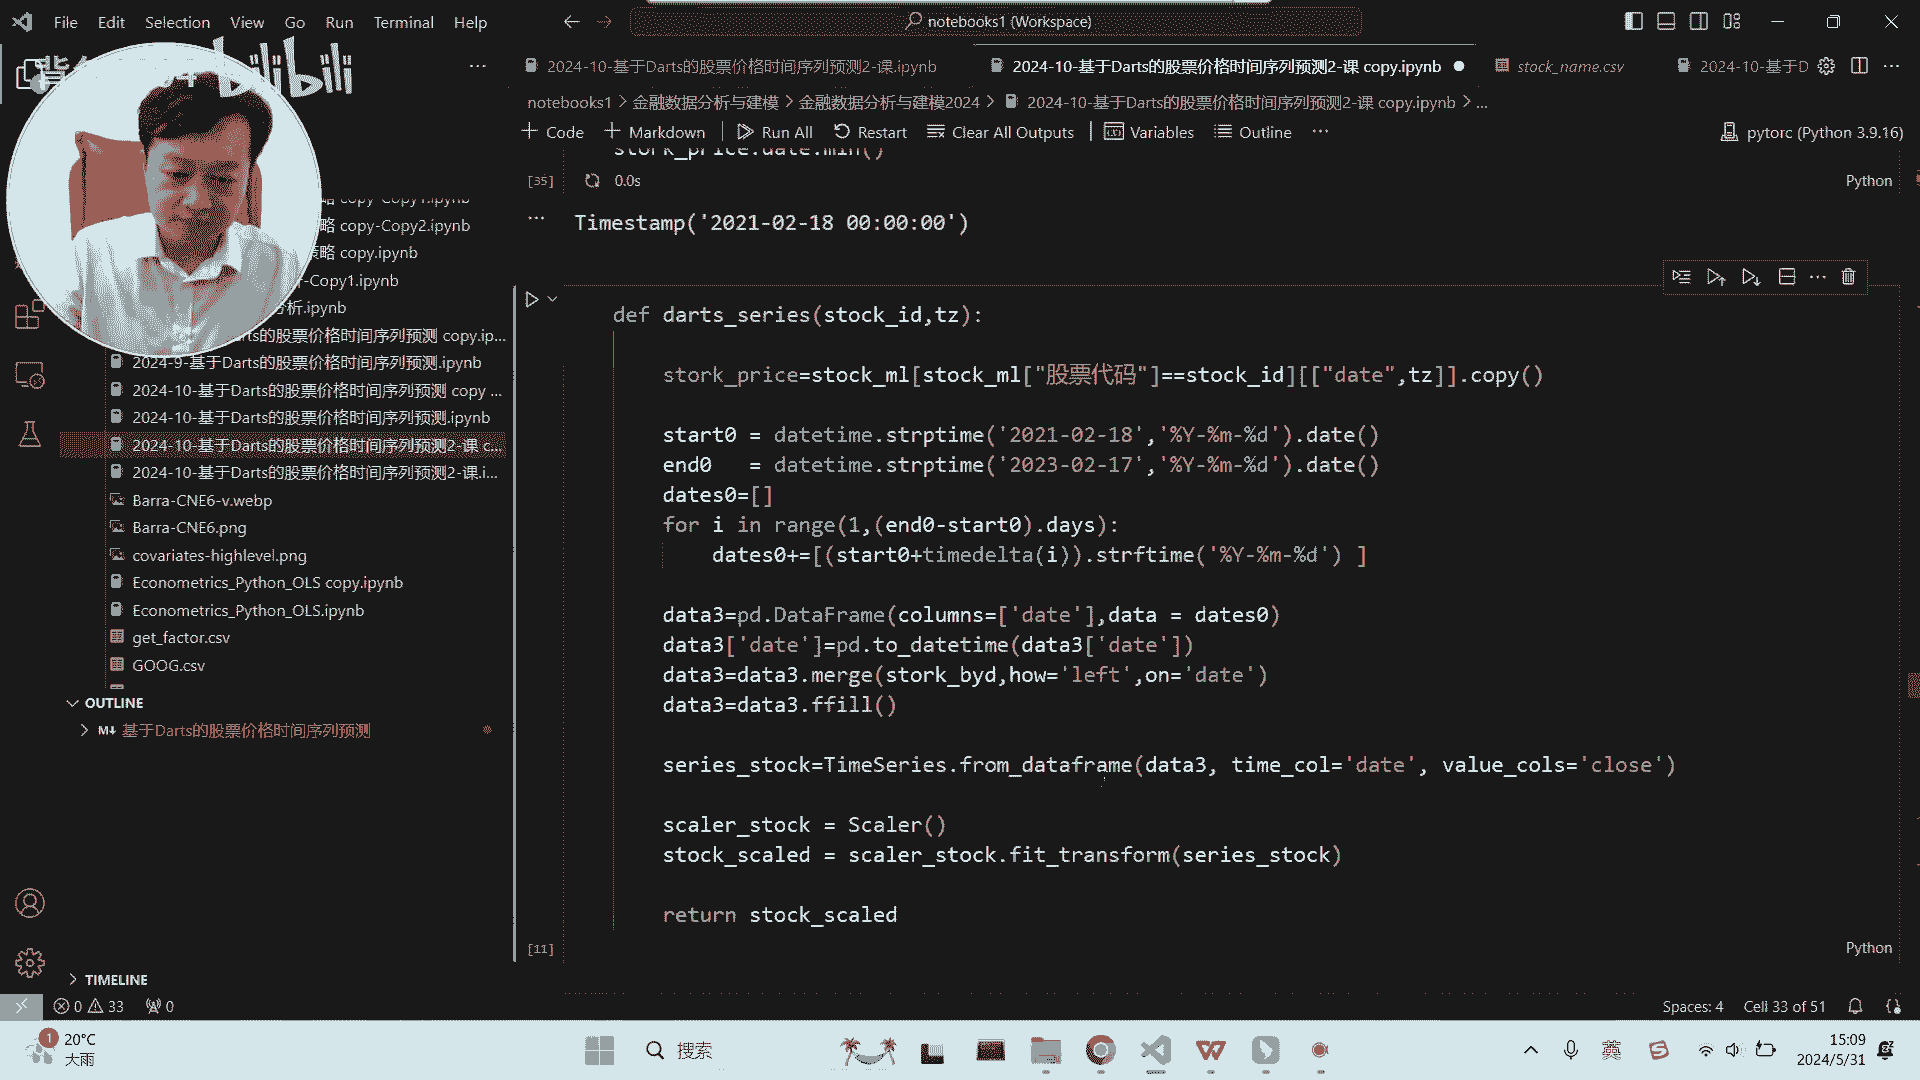 File Edit Selection View Go Run Terminal Help
notebooks1 (Workspace)
bilibili
2024-10-基于Darts的股票价格时间序列预测2-课.ipynb
2024-10-基于Darts的股票价格时间序列预测2-课 copy.ipynb
stock_name.csv
2024-10-基于D
notebooks1 > 金融数据分析与建模 > 金融数据分析与建模2024 > 2024-10-基于Darts的股票价格时间序列预测2-课 copy.ipynb > ...
+ Code + Markdown Run All Restart Clear All Outputs Variables Outline ...
pytorc (Python 3.9.16)
stork_price.date.min()
[35] 0.0s
Python
Timestamp('2021-02-18 00:00:00')
def darts_series(stock_id,tz):
stork_price=stock_ml[stock_ml["股票代码"]==stock_id][["date",tz]].copy()
start0 = datetime.strptime('2021-02-18','%Y-%m-%d').date()
end0 = datetime.strptime('2023-02-17','%Y-%m-%d').date()
dates0=[]
for i in range(1,(end0-start0).days):
dates0+=[(start0+timedelta(i)).strftime('%Y-%m-%d') ]
data3=pd.DataFrame(columns=['date'],data = dates0)
data3['date']=pd.to_datetime(data3['date'])
data3=data3.merge(stork_byd,how='left',on='date')
data3=data3.ffill()
series_stock=TimeSeries.from_dataframe(data3, time_col='date', value_cols='close')
scaler_stock = Scaler()
stock_scaled = scaler_stock.fit_transform(series_stock)
return stock_scaled
[11]
Python
copy-Copy1.ipynb
略 copy-Copy2.ipynb
略 copy.ipynb
-Copy1.ipynb
分析.ipynb
rts的股票价格时间序列预测 copy.ip...
2024-9-基于Darts的股票价格时间序列预测.ipynb
2024-10-基于Darts的股票价格时间序列预测 copy ...
2024-10-基于Darts的股票价格时间序列预测.ipynb
2024-10-基于Darts的股票价格时间序列预测2-课 c...
2024-10-基于Darts的股票价格时间序列预测2-课.i...
Barra-CNE6-v.webp
Barra-CNE6.png
covariates-highlevel.png
Econometrics_Python_OLS copy.ipynb
Econometrics_Python_OLS.ipynb
get_factor.csv
GOOG.csv
OUTLINE
M↓ 基于Darts的股票价格时间序列预测
TIMELINE
0 33 0
Spaces: 4 Cell 33 of 51
1
20°C
大雨
搜索
英
15:09
2024/5/31